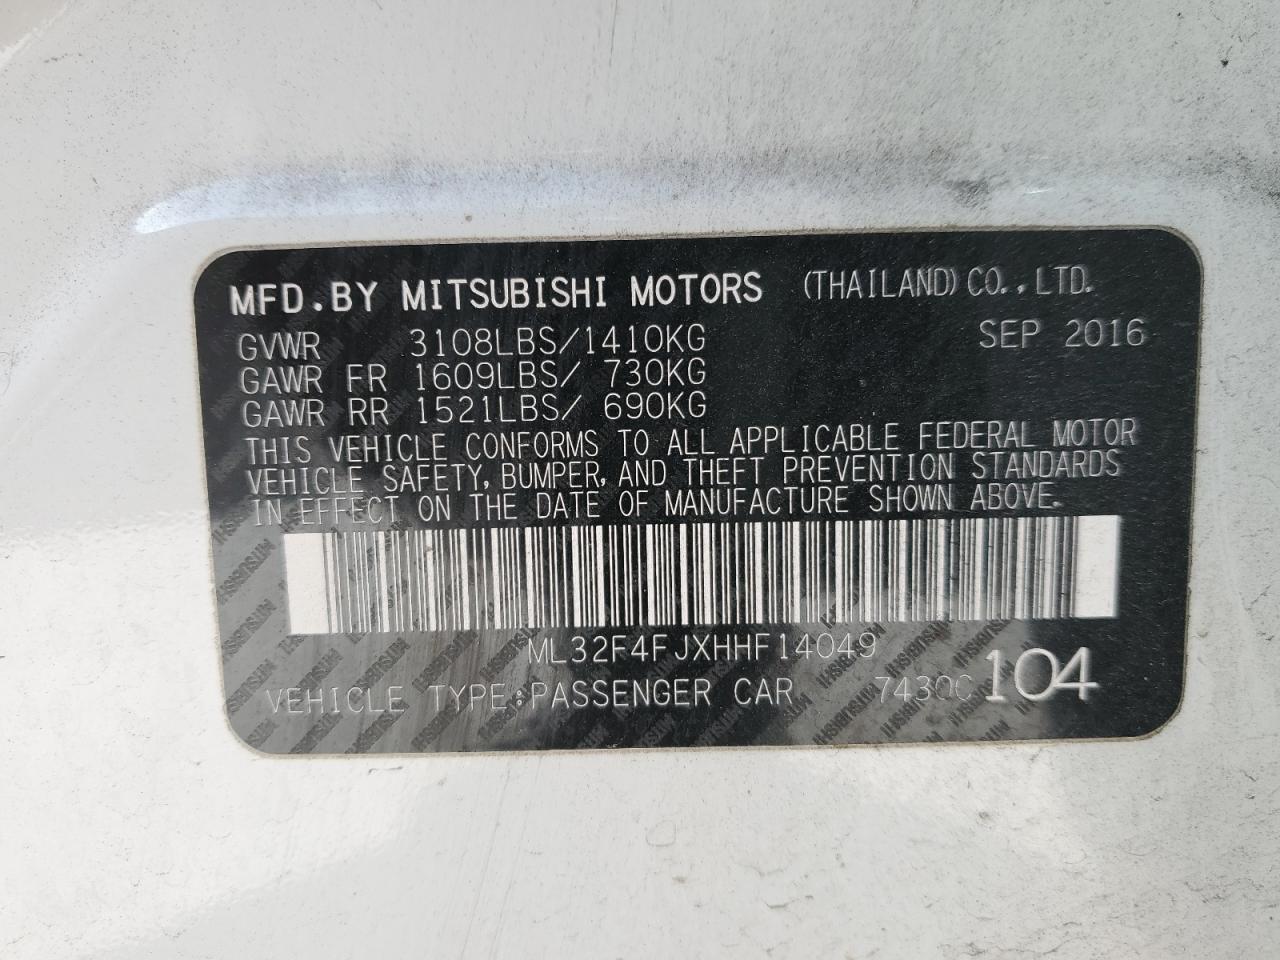 MFD.BY MITSUBISHI MOTORS (THAILAND) CO.,LTD.
GVWR 3108LBS/1410KG SEP 2016
GAWR FR 1609LBS/ 730KG
GAWR RR 1521LBS/ 690KG
THIS VEHICLE CONFORMS TO ALL APPLICABLE FEDERAL MOTOR
VEHICLE SAFETY, BUMPER, AND THEFT PREVENTION STANDARDS
IN EFFECT ON THE DATE OF MANUFACTURE SHOWN ABOVE.
ML32F4FJXHHF14049
VEHICLE TYPE:PASSENGER CAR 7430C 104